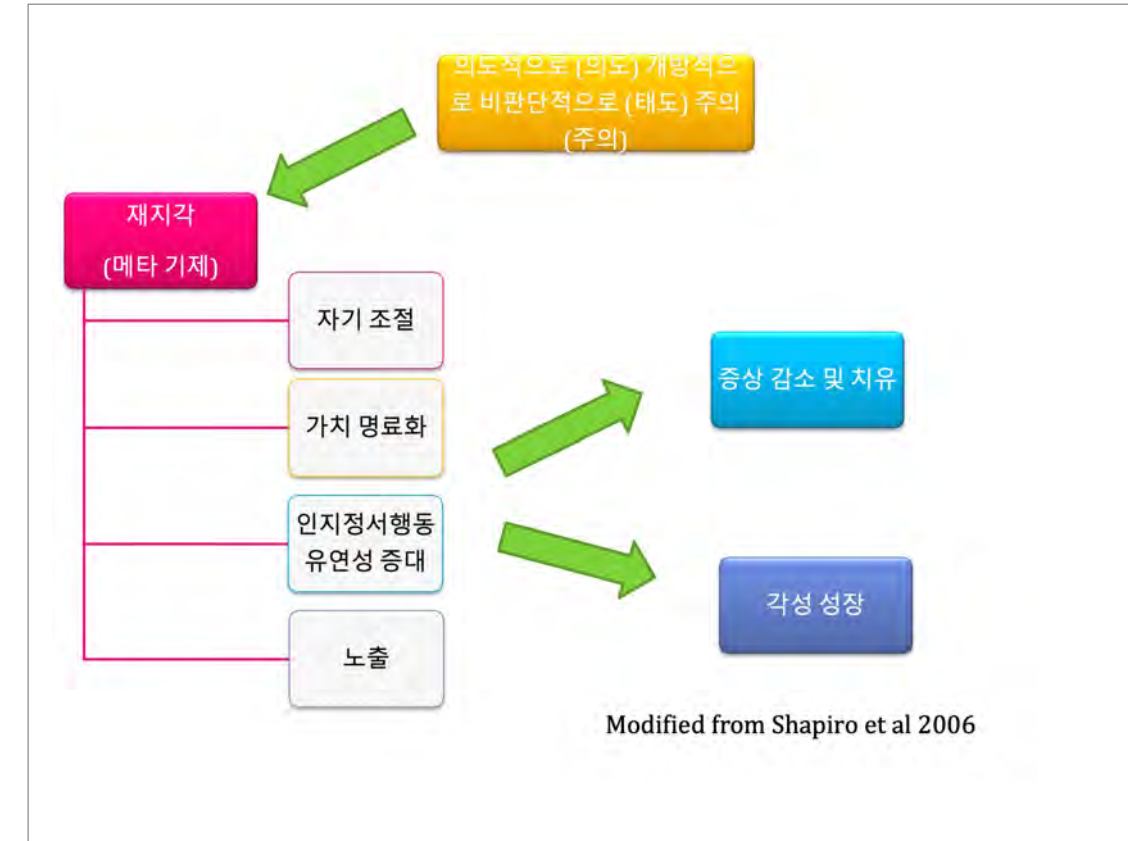 의도적으로 (의도) 개방적으
로 비판단적으로 (태도) 주의
(주의)
재지각
(메타 기제)
자기 조절
가치 명료화
인지정서행동
유연성 증대
노출
증상 감소 및 치유
각성 성장
Modified from Shapiro et al 2006